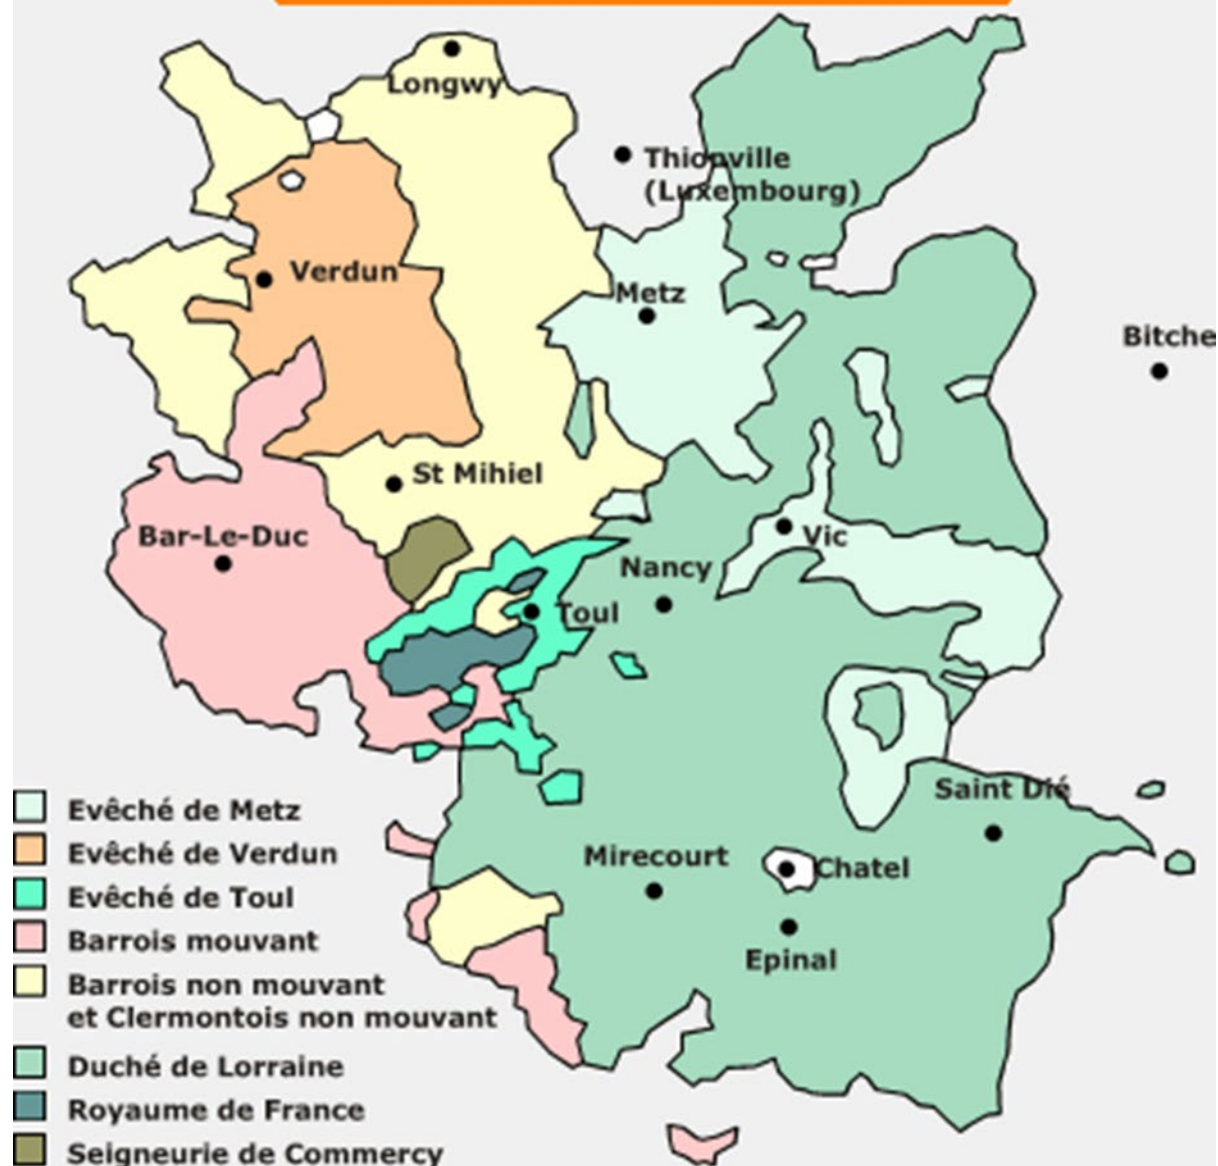 Longwy
Thionville
(Luxembourg)
Verdun
Metz
Bitche
St Mihiel
Bar-Le-Duc
Vic
Nancy
Toul
Saint Dié
Mirecourt
Chatel
Epinal
Evêché de Metz
Evêché de Verdun
Evêché de Toul
Barrois mouvant
Barrois non mouvant
et Clermontois non mouvant
Duché de Lorraine
Royaume de France
Seigneurie de Commercy